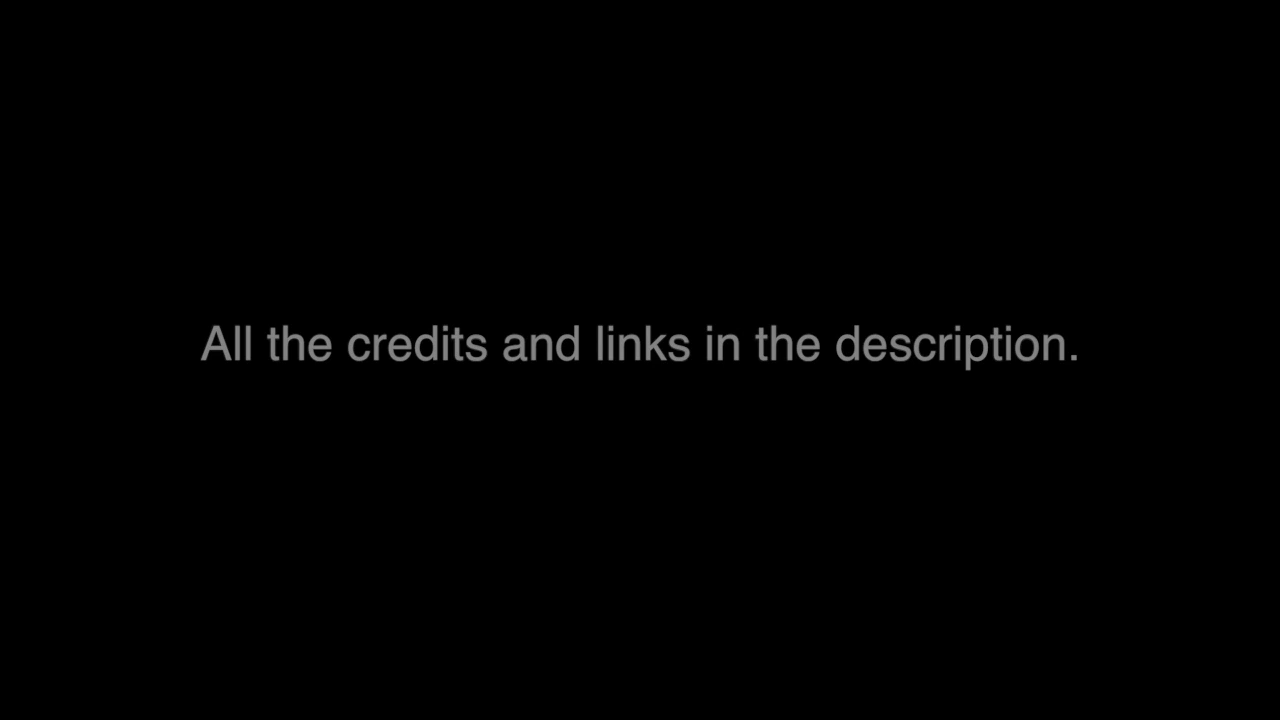 All the credits and links in the description.